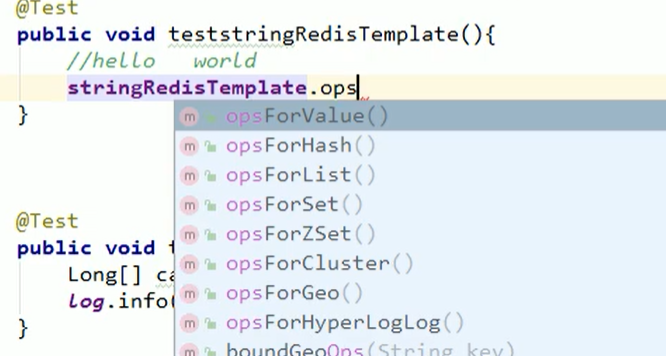 @Test
public void teststringRedisTemplate(){
//hello world
stringRedisTemplate.ops
}
m opsForValue()
m opsForHash()
m opsForList()
m opsForSet()
m opsForZSet()
m opsForCluster()
m opsForGeo()
m opsForHyperLogLog()
m boundGeoOps(String key)
@Test
public void t
Long[] ca
log.info(
}